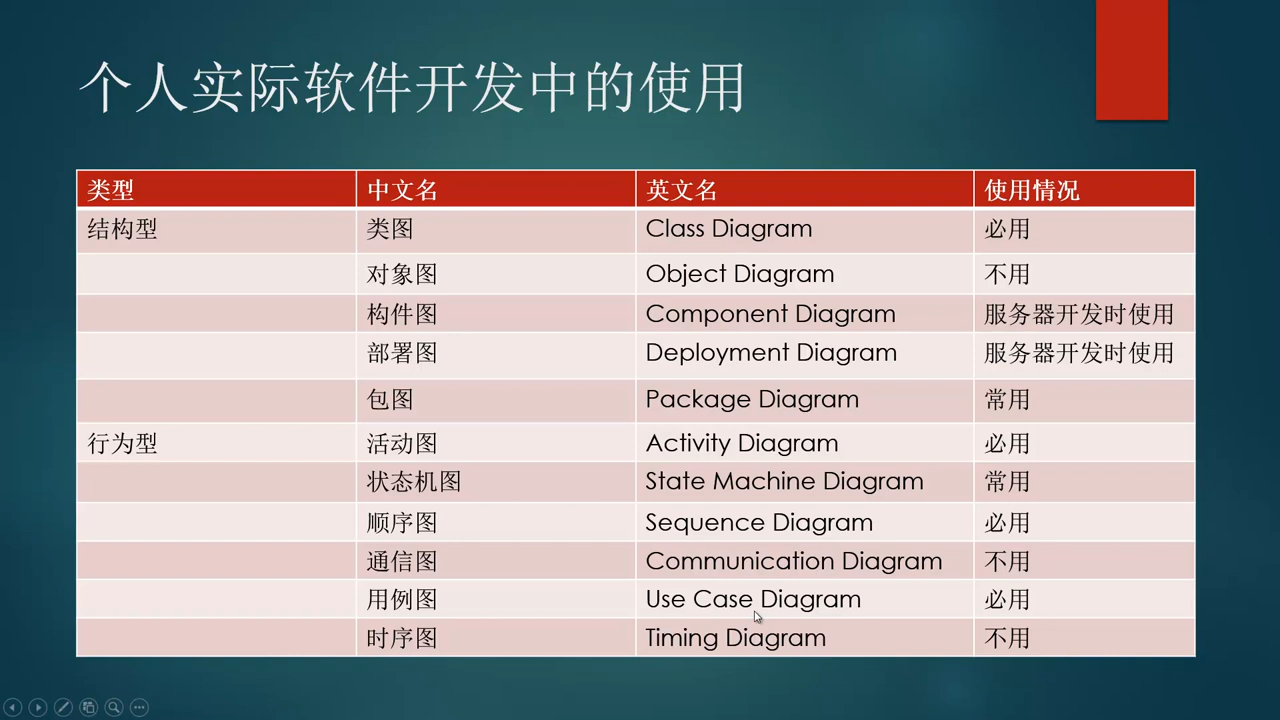 个人实际软件开发中的使用
类型 中文名 英文名 使用情况
结构型 类图 Class Diagram 必用
对象图 Object Diagram 不用
构件图 Component Diagram 服务器开发时使用
部署图 Deployment Diagram 服务器开发时使用
包图 Package Diagram 常用
行为型 活动图 Activity Diagram 必用
状态机图 State Machine Diagram 常用
顺序图 Sequence Diagram 必用
通信图 Communication Diagram 不用
用例图 Use Case Diagram 必用
时序图 Timing Diagram 不用